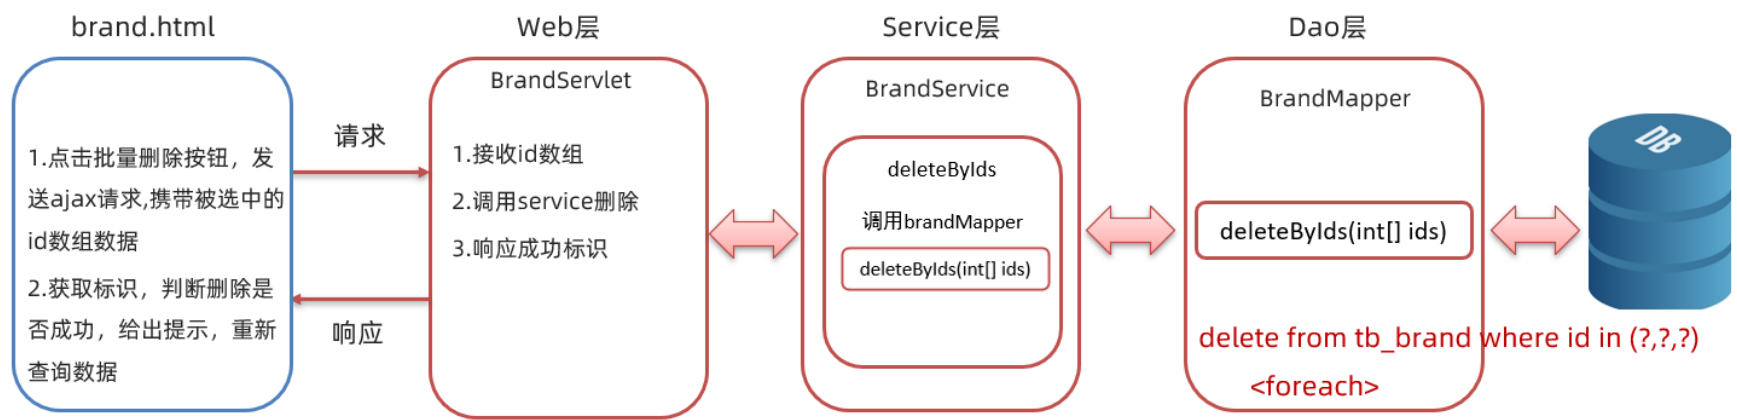 brand.html
1.点击批量删除按钮，发
送ajax请求,携带被选中的
id数组数据
2.获取标识，判断删除是
否成功，给出提示，重新
查询数据
请求
响应
Web层
BrandServlet
1.接收id数组
2.调用service删除
3.响应成功标识
Service层
BrandService
deleteByIds
调用brandMapper
deleteByIds(int[] ids)
Dao层
BrandMapper
deleteByIds(int[] ids)
delete from tb_brand where id in (?,?,?)
<foreach>
DB